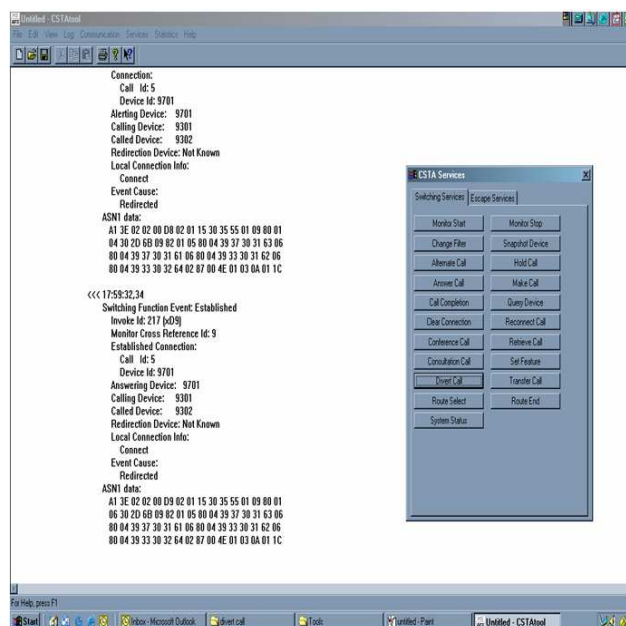 Untitled - CSTAtool
File Edit View Log Communication Services Statistics Help
Connection:
Call Id: 5
Device Id: 9701
Alerting Device: 9701
Calling Device: 9301
Called Device: 9302
Redirection Device: Not Known
Local Connection Info:
Connect
Event Cause:
Redirected
ASN1 data:
A1 3E 02 02 00 D8 02 01 15 30 35 55 01 09 80 01
04 30 2D 6B 09 82 01 05 80 04 39 37 30 31 63 06
80 04 39 37 30 31 61 06 80 04 39 33 30 31 62 06
80 04 39 33 30 32 64 02 87 00 4E 01 03 0A 01 1C
<<< 17:59:32,34
Switching Function Event: Established
Invoke Id: 217 (xD9)
Monitor Cross Reference Id: 9
Established Connection:
Call Id: 5
Device Id: 9701
Answering Device: 9701
Calling Device: 9301
Called Device: 9302
Redirection Device: Not Known
Local Connection Info:
Connect
Event Cause:
Redirected
ASN1 data:
A1 3E 02 02 00 D9 02 01 15 30 35 55 01 09 80 01
06 30 2D 6B 09 82 01 05 80 04 39 37 30 31 63 06
80 04 39 37 30 31 61 06 80 04 39 33 30 31 62 06
80 04 39 33 30 32 64 02 87 00 4E 01 03 0A 01 1C
CSTA Services
Switching Services Escape Services
Monitor Start Monitor Stop
Change Filter Snapshot Device
Alternate Call Hold Call
Answer Call Make Call
Call Completion Query Device
Clear Connection Reconnect Call
Conference Call Retrieve Call
Consultation Call Set Feature
Divert Call Transfer Call
Route Select Route End
System Status
For Help, press F1
Start Inbox - Microsoft Outlook divert call Tools untitled - Paint Untitled - CSTAtool